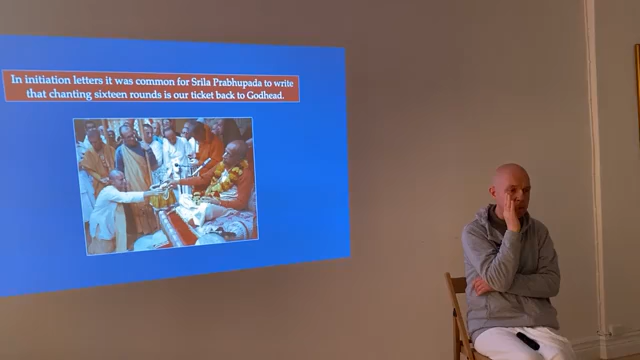 In initiation letters it was common for Srila Prabhupada to write
that chanting sixteen rounds is our ticket back to Godhead.